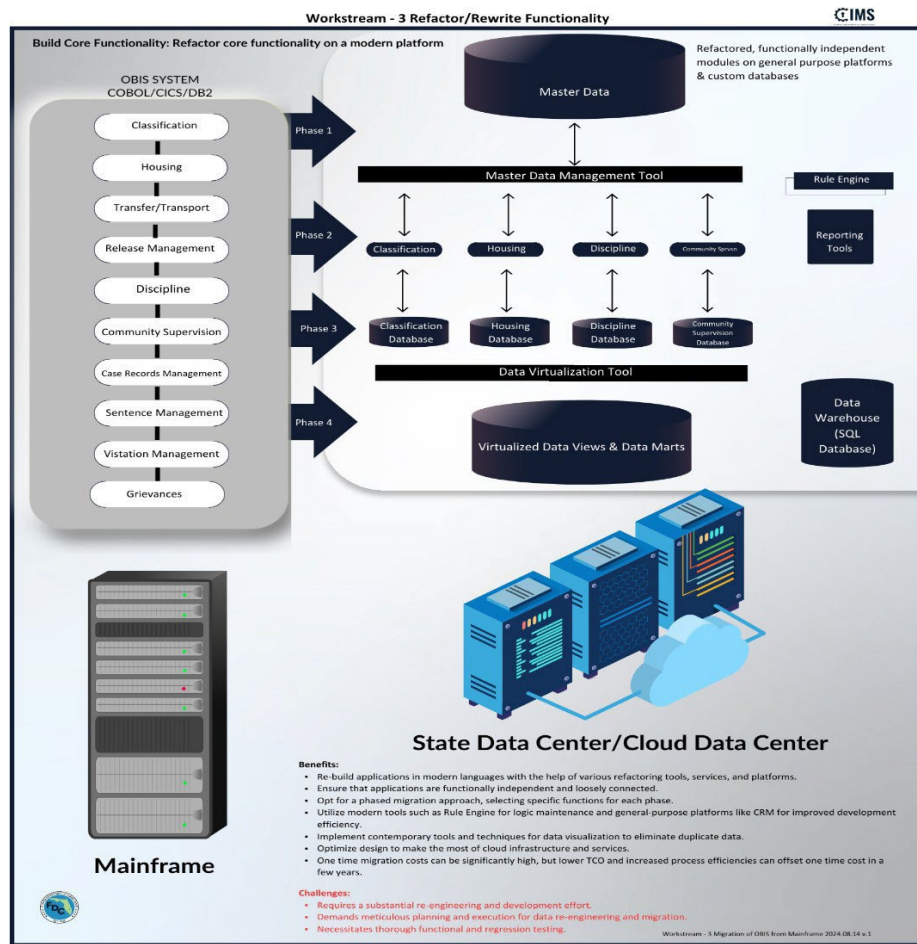 Workstream - 3 Refactor/Rewrite Functionality
CIMS
Build Core Functionality: Refactor core functionality on a modern platform
Refactored, functionally independent
modules on general purpose platforms
& custom databases
OBIS SYSTEM
COBOL/CICS/DB2
Classification
Housing
Transfer/Transport
Release Management
Discipline
Community Supervision
Case Records Management
Sentence Management
Vistation Management
Grievances
Phase 1
Phase 2
Phase 3
Phase 4
Master Data
Master Data Management Tool
Rule Engine
Reporting
Tools
Classification
Housing
Discipline
Community
Classification
Database
Housing
Database
Discipline
Database
Community
Supervision
Database
Data Virtualization Tool
Virtualized Data Views & Data Marts
Data
Warehouse
(SQL
Database)
Mainframe
State Data Center/Cloud Data Center
Benefits:
• Re-build applications in modern languages with the help of various refactoring tools, services, and platforms.
• Ensure that applications are functionally independent and loosely connected.
• Opt for a phased migration approach, selecting specific functions for each phase.
• Utilize modern tools such as Rule Engine for logic maintenance and general-purpose platforms like CRM for improved development
efficiency.
• Implement contemporary tools and techniques for data visualization to eliminate duplicate data.
• Optimize design to make the most of cloud infrastructure and services.
• One time migration costs can be significantly high, but lower TCO and increased process efficiencies can offset one time cost in a
few years.
Challenges:
• Requires a substantial re-engineering and development effort.
• Demands meticulous planning and execution for data re-engineering and migration.
• Necessitates thorough functional and regression testing.
FDC
Workstream - 3 Migration of OBIS from Mainframe 2024.08.14 v.1